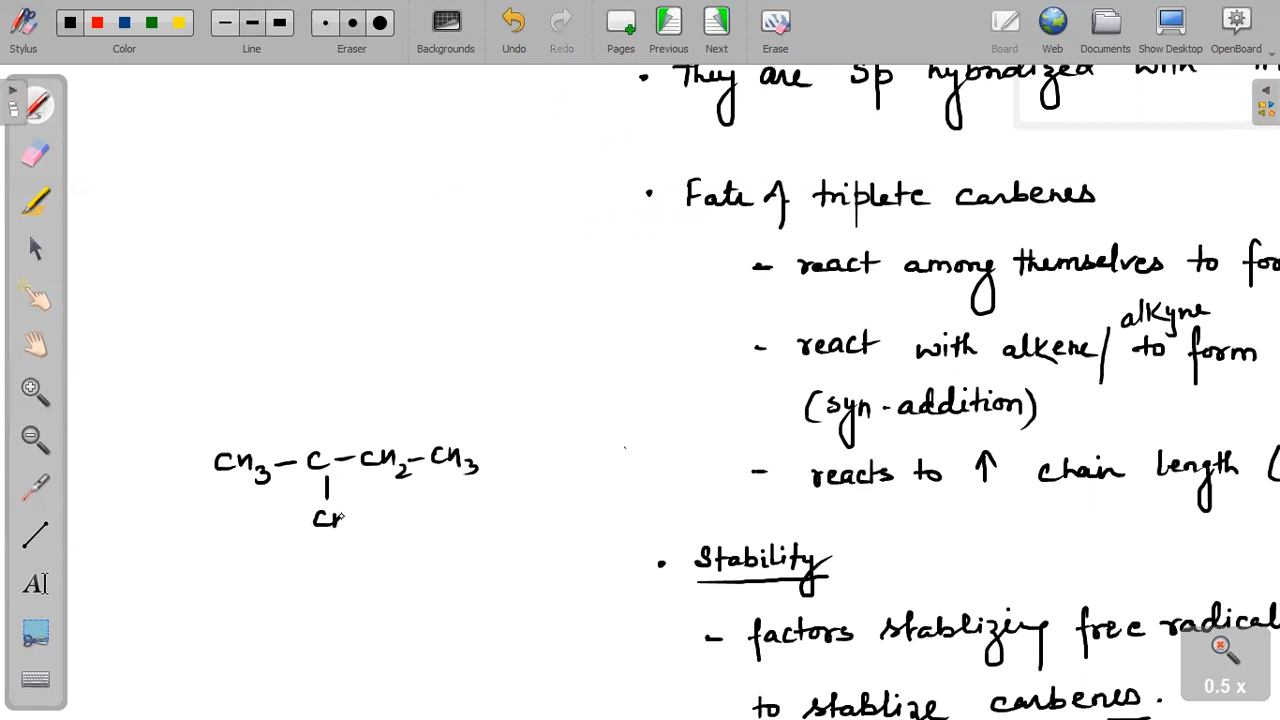 Stylus Color Line Eraser Backgrounds Undo Redo Pages Previous Next Erase Board Web Documents Show Desktop OpenBoard
• They are sp hybridized with
• Fate of triplete carbenes
- react among themselves to
- react with alkene/alkyne to form
(syn-addition)
- reacts to ↑ chain length (
CH3 - C - CH2 - CH3
|
CH
• Stability
- factors stablizing free radical
to stablize carbenes.
0.5 x